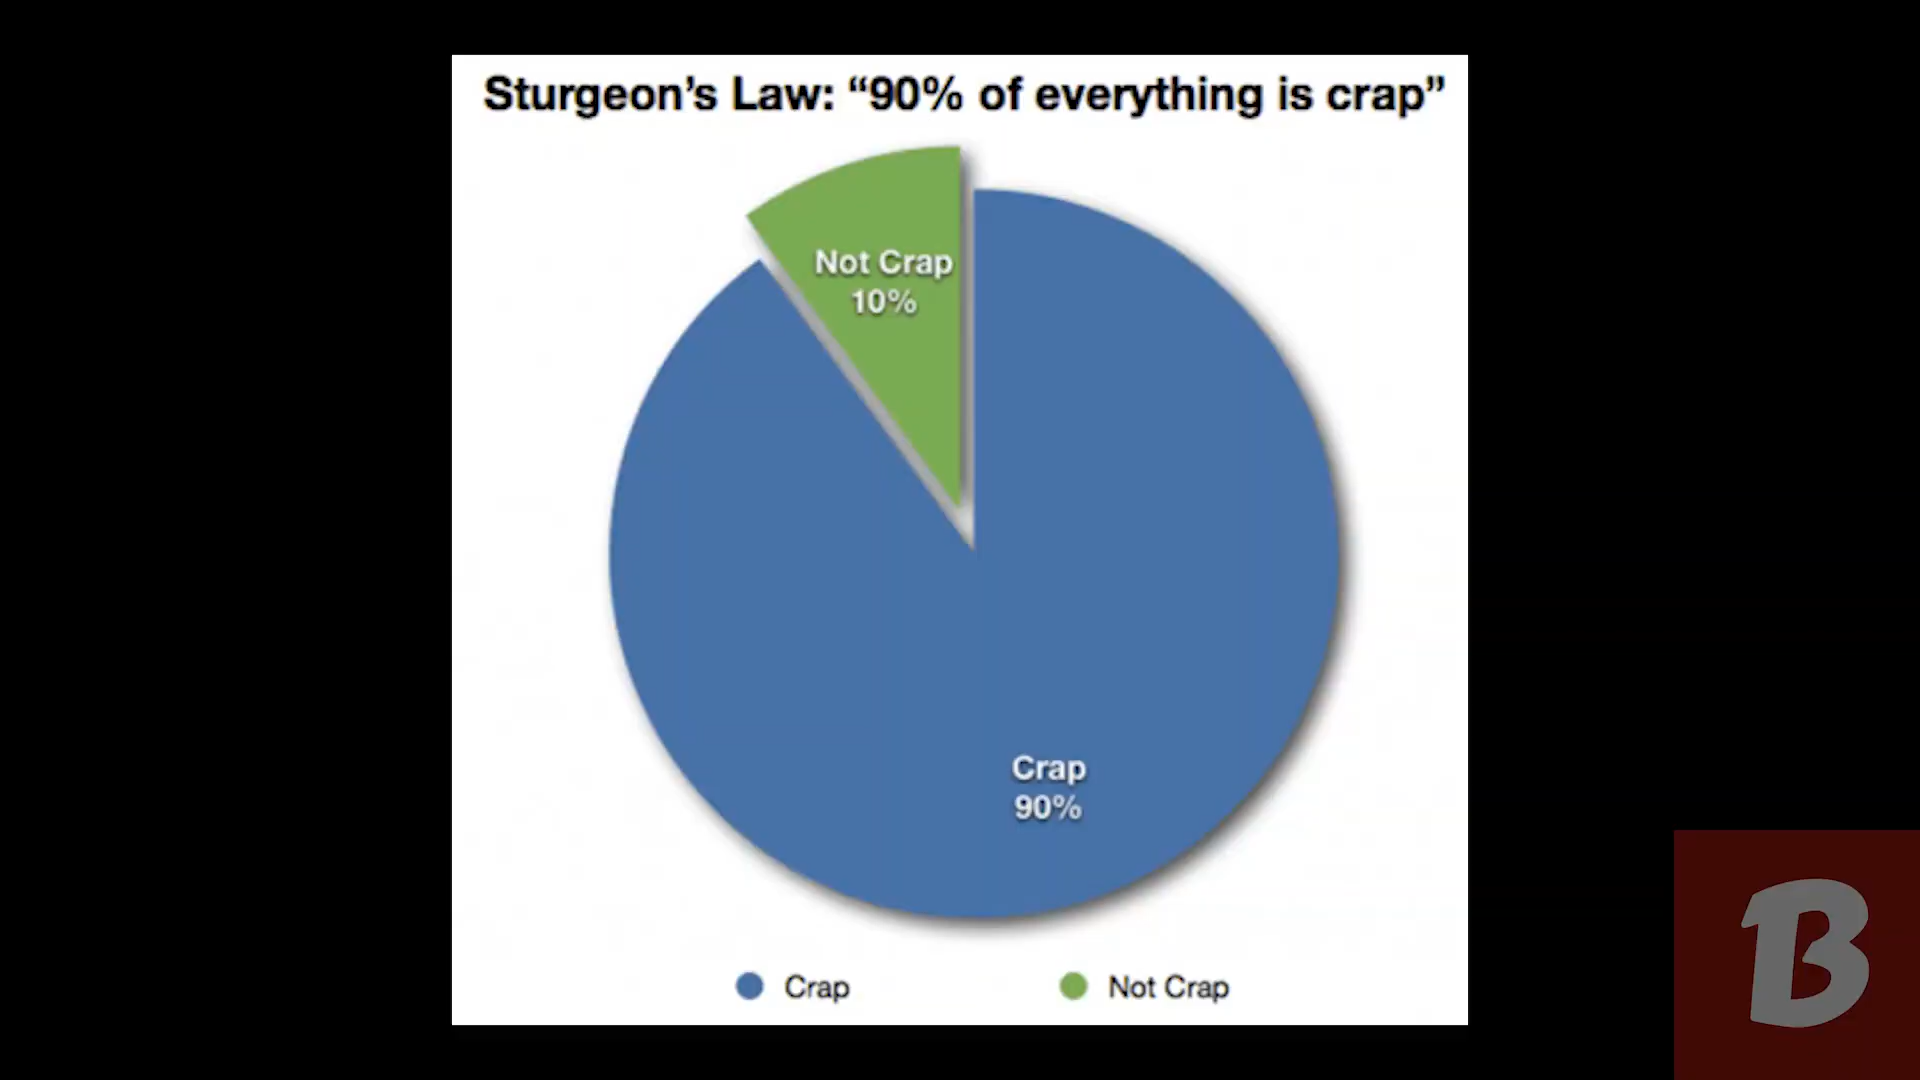 Sturgeon’s Law: “90% of everything is crap”
Not Crap
10%
Crap
90%
Crap
Not Crap
B